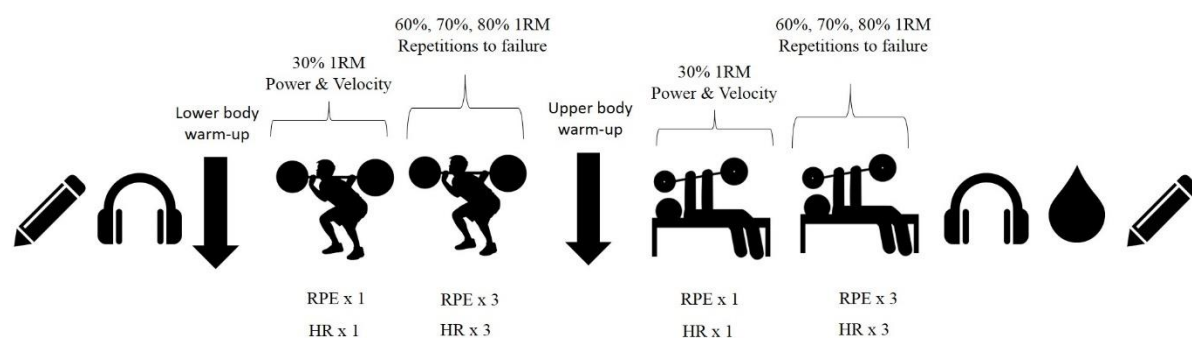 60%, 70%, 80% 1RM
Repetitions to failure
30% 1RM
Power & Velocity
Lower body
warm-up
Upper body
warm-up
30% 1RM
Power & Velocity
60%, 70%, 80% 1RM
Repetitions to failure
RPE x 1
HR x 1
RPE x 3
HR x 3
RPE x 1
HR x 1
RPE x 3
HR x 3